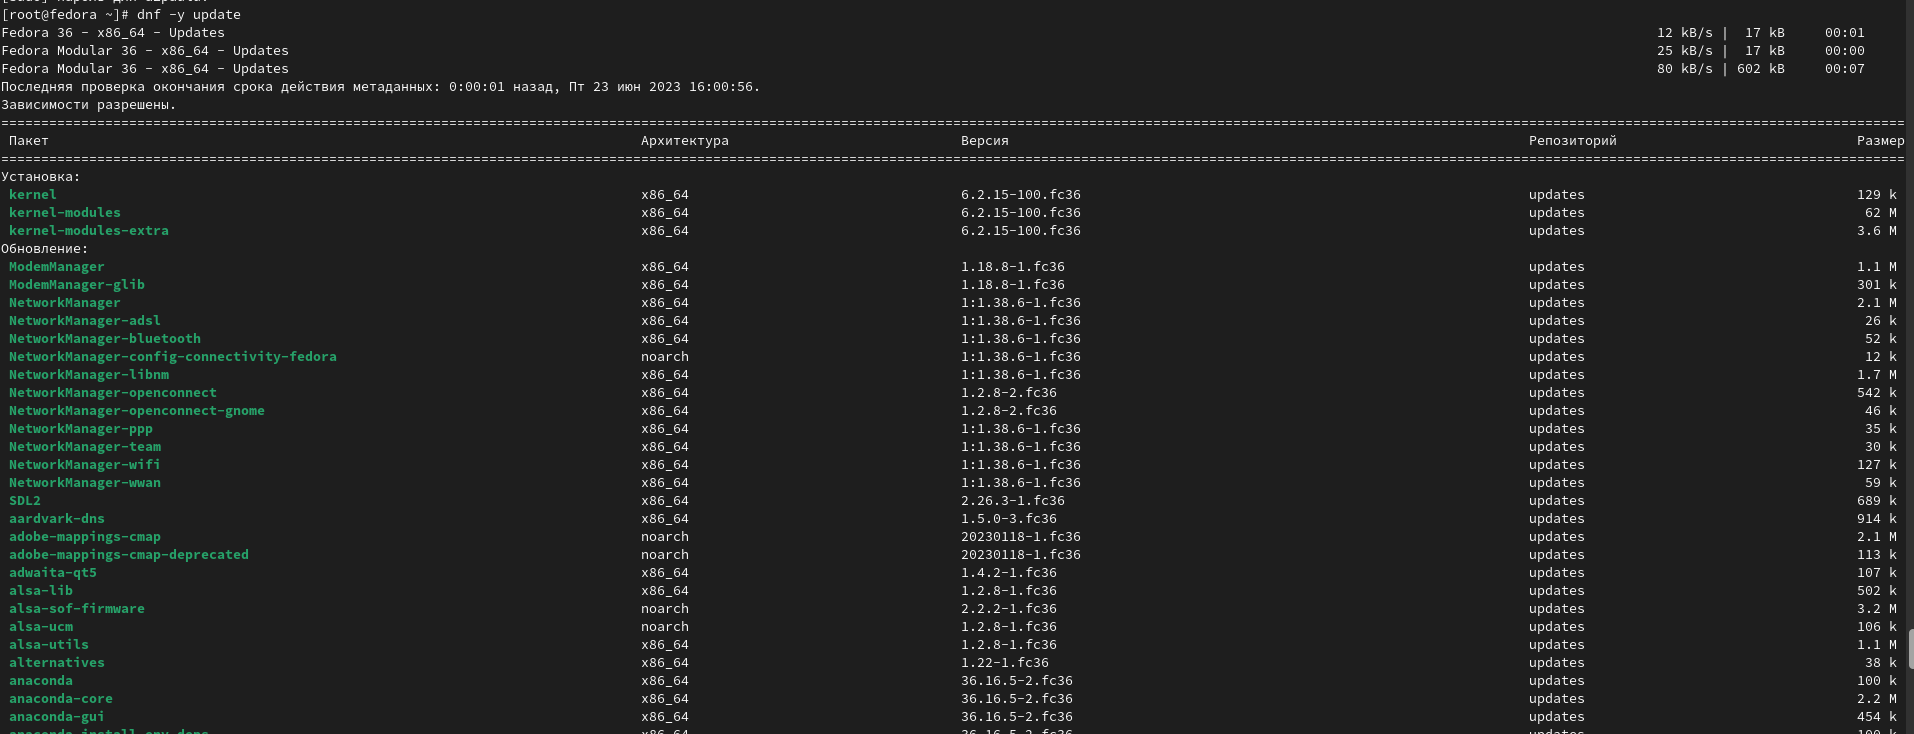 [root@fedora ~]# dnf -y update
Fedora 36 - x86_64 - Updates 12 kB/s | 17 kB 00:01
Fedora Modular 36 - x86_64 - Updates 25 kB/s | 17 kB 00:00
Fedora Modular 36 - x86_64 - Updates 80 kB/s | 602 kB 00:07
Последняя проверка окончания срока действия метаданных: 0:00:01 назад, Пт 23 июн 2023 16:00:56.
Зависимости разрешены.
Пакет Архитектура Версия Репозиторий Размер
Установка:
kernel x86_64 6.2.15-100.fc36 updates 129 k
kernel-modules x86_64 6.2.15-100.fc36 updates 62 M
kernel-modules-extra x86_64 6.2.15-100.fc36 updates 3.6 M
Обновление:
ModemManager x86_64 1.18.8-1.fc36 updates 1.1 M
ModemManager-glib x86_64 1.18.8-1.fc36 updates 301 k
NetworkManager x86_64 1:1.38.6-1.fc36 updates 2.1 M
NetworkManager-adsl x86_64 1:1.38.6-1.fc36 updates 26 k
NetworkManager-bluetooth x86_64 1:1.38.6-1.fc36 updates 52 k
NetworkManager-config-connectivity-fedora noarch 1:1.38.6-1.fc36 updates 12 k
NetworkManager-libnm x86_64 1:1.38.6-1.fc36 updates 1.7 M
NetworkManager-openconnect x86_64 1.2.8-2.fc36 updates 542 k
NetworkManager-openconnect-gnome x86_64 1.2.8-2.fc36 updates 46 k
NetworkManager-ppp x86_64 1:1.38.6-1.fc36 updates 35 k
NetworkManager-team x86_64 1:1.38.6-1.fc36 updates 30 k
NetworkManager-wifi x86_64 1:1.38.6-1.fc36 updates 127 k
NetworkManager-wwan x86_64 1:1.38.6-1.fc36 updates 59 k
SDL2 x86_64 2.26.3-1.fc36 updates 689 k
aardvark-dns x86_64 1.5.0-3.fc36 updates 914 k
adobe-mappings-cmap noarch 20230118-1.fc36 updates 2.1 M
adobe-mappings-cmap-deprecated noarch 20230118-1.fc36 updates 113 k
adwaita-qt5 x86_64 1.4.2-1.fc36 updates 107 k
alsa-lib x86_64 1.2.8-1.fc36 updates 502 k
alsa-sof-firmware noarch 2.2.2-1.fc36 updates 3.2 M
alsa-ucm noarch 1.2.8-1.fc36 updates 106 k
alsa-utils x86_64 1.2.8-1.fc36 updates 1.1 M
alternatives x86_64 1.22-1.fc36 updates 38 k
anaconda x86_64 36.16.5-2.fc36 updates 100 k
anaconda-core x86_64 36.16.5-2.fc36 updates 2.2 M
anaconda-gui x86_64 36.16.5-2.fc36 updates 454 k